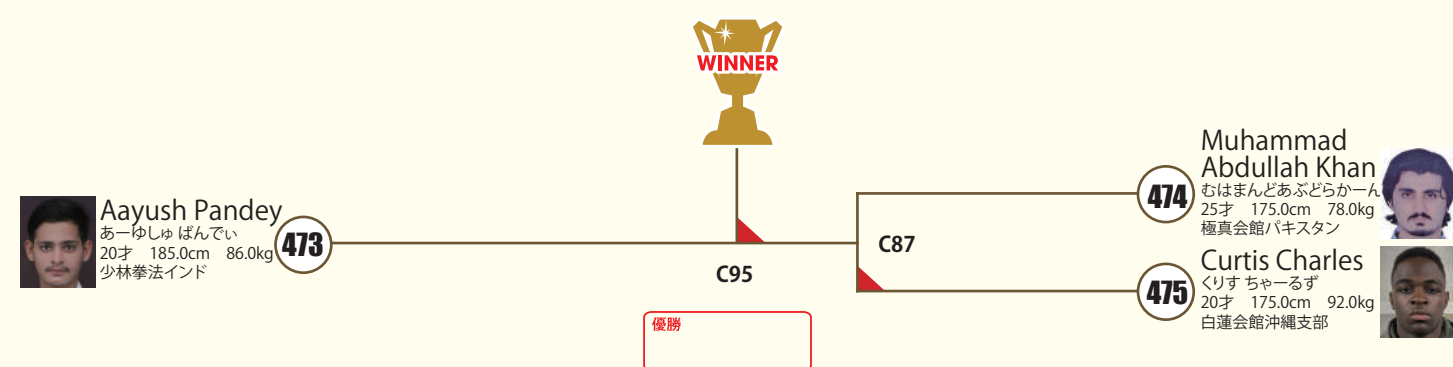 WINNER
Aayush Pandey
あーゆしゅ ぱんでぃ
20才 185.0cm 86.0kg
少林拳法インド
473
C95
優勝
C87
474
Muhammad
Abdullah Khan
むはまんどあぶどらかーん
25才 175.0cm 78.0kg
極真会館パキスタン
475
Curtis Charles
くりす ちゃーるず
20才 175.0cm 92.0kg
白蓮会館沖縄支部